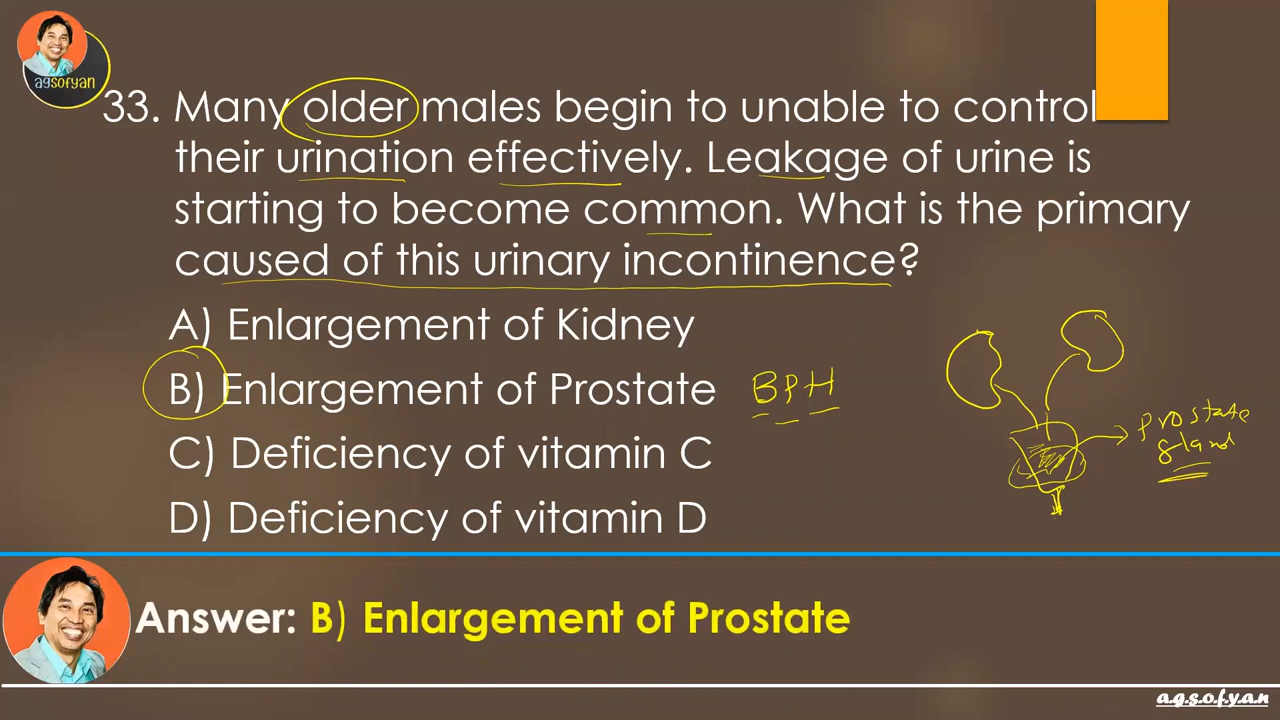 agsofyan
33. Many older males begin to unable to control
their urination effectively. Leakage of urine is
starting to become common. What is the primary
caused of this urinary incontinence?
A) Enlargement of Kidney
B) Enlargement of Prostate BPH
C) Deficiency of vitamin C
D) Deficiency of vitamin D
Prostate
gland
Answer: B) Enlargement of Prostate
a.g.s.o.f.y.a.n